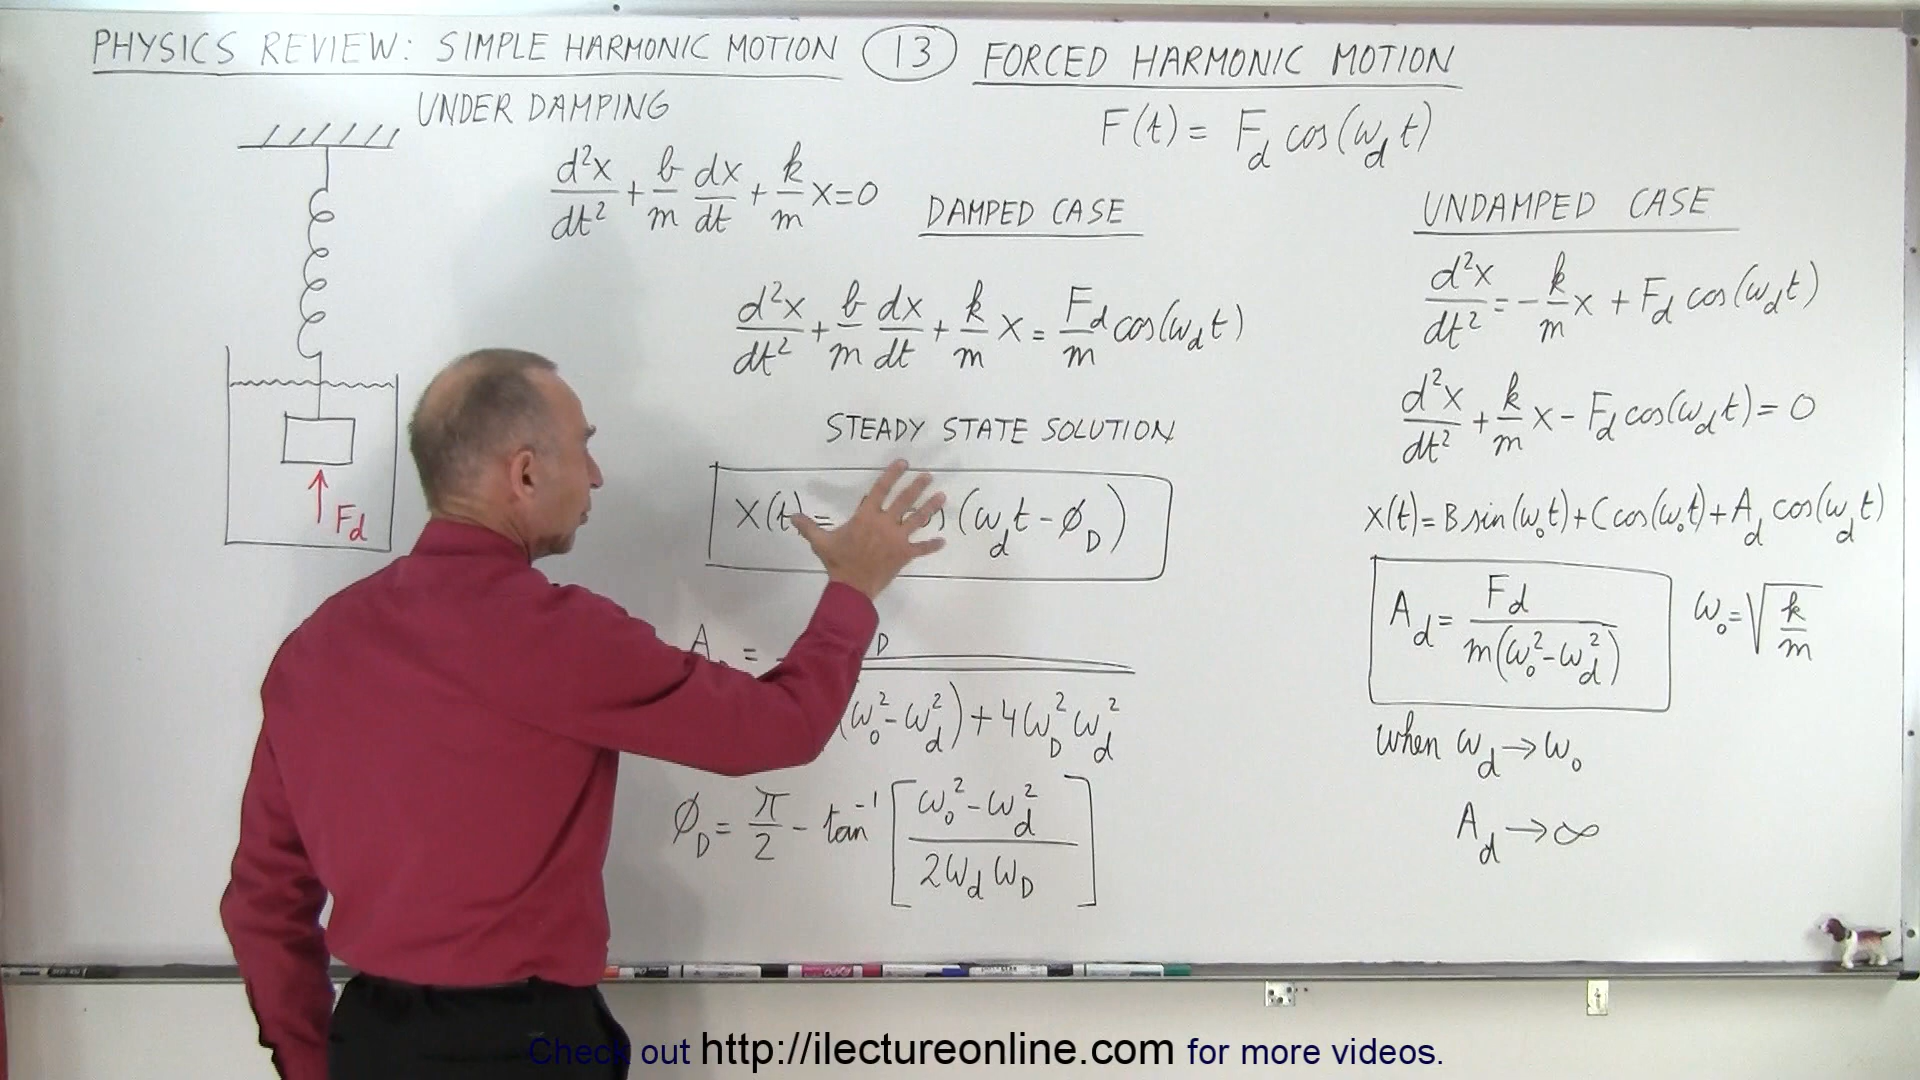 PHYSICS REVIEW: SIMPLE HARMONIC MOTION 13 FORCED HARMONIC MOTION
UNDER DAMPING
d²x/dt² + b/m dx/dt + k/m x = 0
F(t) = F_d cos(ω_d t)
F_d
DAMPED CASE
d²x/dt² + b/m dx/dt + k/m x = F_d/m cos(ω_d t)
STEADY STATE SOLUTION
x(t) = cos(ω_d t - φ_D)
A = D
(ω_0² - ω_d²) + 4ω_D² ω_d²
φ_D = π/2 - tan⁻¹ [(ω_0² - ω_d²)/(2ω_d ω_D)]
UNDAMPED CASE
d²x/dt² = -k/m x + F_d cos(ω_d t)
d²x/dt² + k/m x - F_d cos(ω_d t) = 0
x(t) = B sin(ω_0 t) + C cos(ω_0 t) + A_d cos(ω_d t)
A_d = F_d/(m(ω_0² - ω_d²)) ω_0 = √(k/m)
when ω_d → ω_0
A_d → ∞
Check out http://ilectureonline.com for more videos.